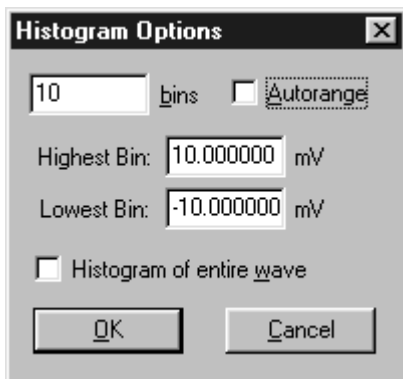 Histogram Options
10 bins Autorange
Highest Bin: 10.000000 mV
Lowest Bin: -10.000000 mV
Histogram of entire wave
OK Cancel